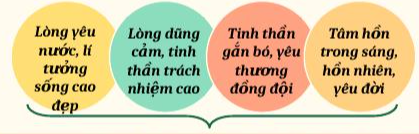 Lòng yêu
nước, lí
tưởng
sống cao
đẹp
Lòng dũng
cảm, tinh
thần trách
nhiệm cao
Tinh thần
gắn bó, yêu
thương
đồng đội
Tâm hồn
trong sáng,
hồn nhiên,
yêu đời